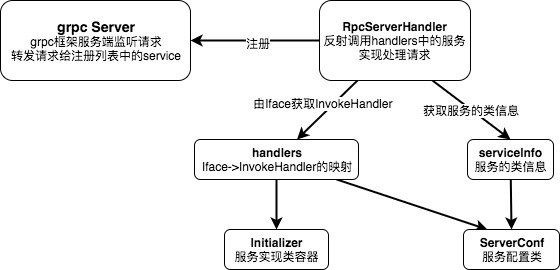 grpc Server
grpc框架服务端监听请求
转发请求给注册列表中的service
注册
RpcServerHandler
反射调用handlers中的服务
实现处理请求
由Iface获取InvokeHandler
获取服务的类信息
handlers
Iface->InvokeHandler的映射
serviceInfo
服务的类信息
Initializer
服务实现类容器
ServerConf
服务配置类